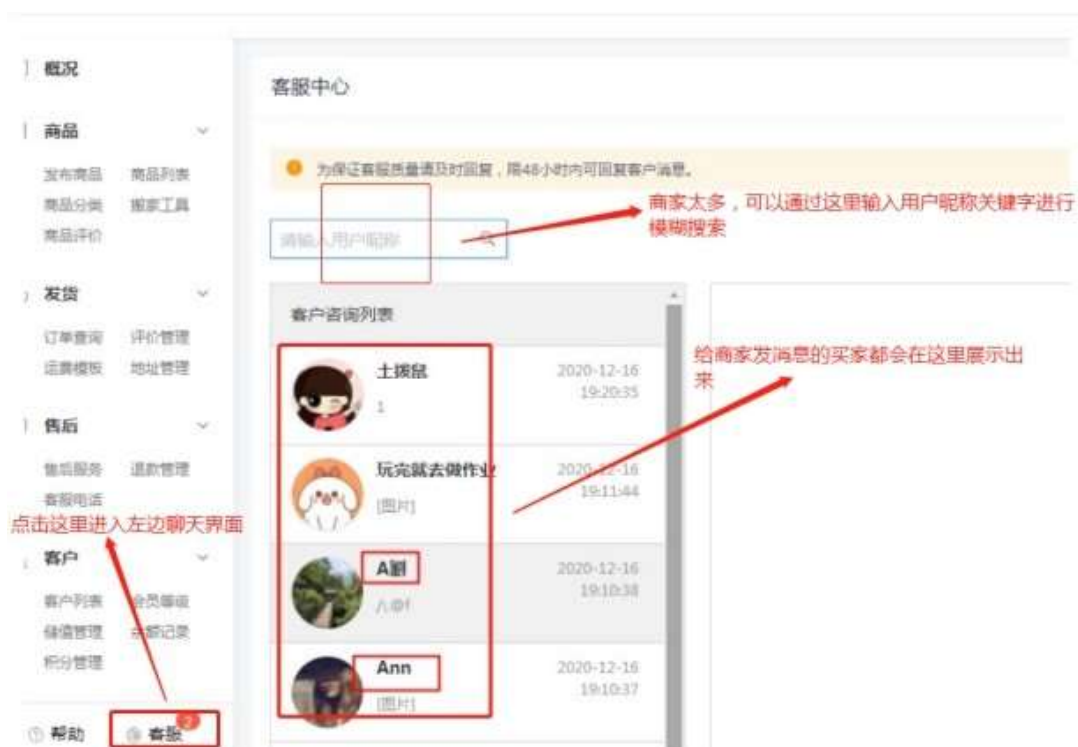 概况
客服中心
商品
发布商品 商品列表
商品分类 搬家工具
商品评价
为保证客服质量请及时回复，限48小时内可回复客户消息。
商家太多，可以通过这里输入用户昵称关键字进行
模糊搜索
请输入用户昵称
发货
订单查询 评价管理
运费模板 地址管理
客户咨询列表
给商家发消息的买家都会在这里展示出
来
土拨鼠
2020-12-16
19:20:35
1
售后
售后服务 退款管理
客服电话
玩完就去做作业
2020-12-16
19:11:44
[图片]
点击这里进入左边聊天界面
客户
客户列表 会员等级
储值管理 余额记录
积分管理
2020-12-16
19:10:38
Ann
2020-12-16
19:10:37
[图片]
帮助
客服